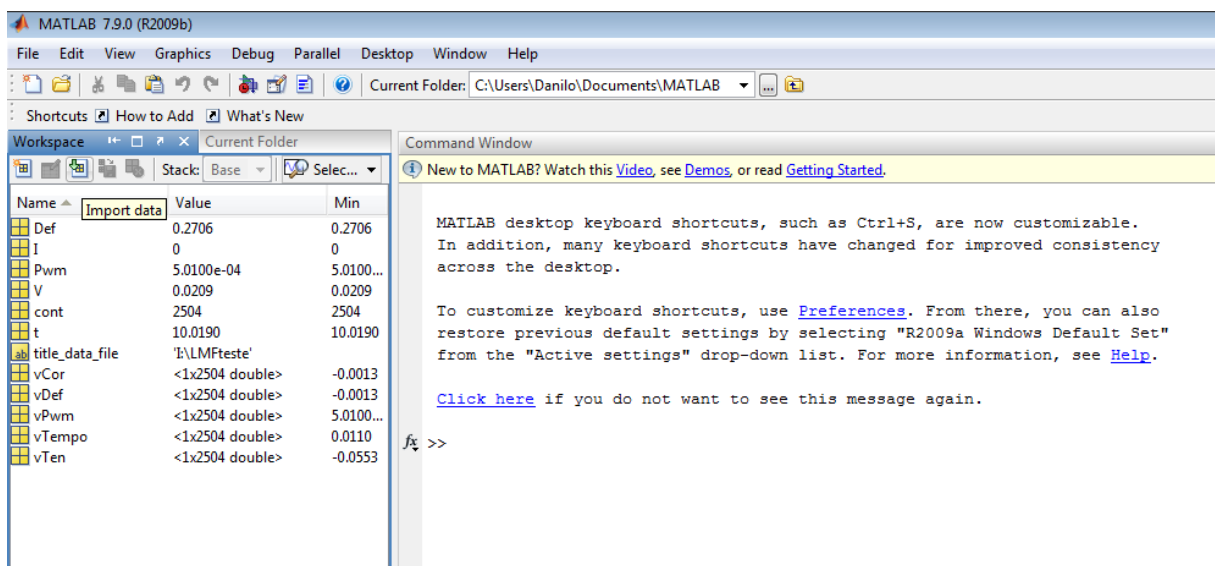 MATLAB 7.9.0 (R2009b)
File Edit View Graphics Debug Parallel Desktop Window Help
Current Folder: C:\Users\Danilo\Documents\MATLAB ...
Shortcuts How to Add What's New
Workspace Current Folder
Stack: Base Selec...
Name Value Min
Import data
Def 0.2706 0.2706
I 0 0
Pwm 5.0100e-04 5.0100...
V 0.0209 0.0209
cont 2504 2504
t 10.0190 10.0190
ab title_data_file 'I:\LMFteste'
vCor <1x2504 double> -0.0013
vDef <1x2504 double> -0.0013
vPwm <1x2504 double> 5.0100...
vTempo <1x2504 double> 0.0110
vTen <1x2504 double> -0.0553
Command Window
New to MATLAB? Watch this Video, see Demos, or read Getting Started.
MATLAB desktop keyboard shortcuts, such as Ctrl+S, are now customizable.
In addition, many keyboard shortcuts have changed for improved consistency
across the desktop.
To customize keyboard shortcuts, use Preferences. From there, you can also
restore previous default settings by selecting "R2009a Windows Default Set"
from the "Active settings" drop-down list. For more information, see Help.
Click here if you do not want to see this message again.
fx >>